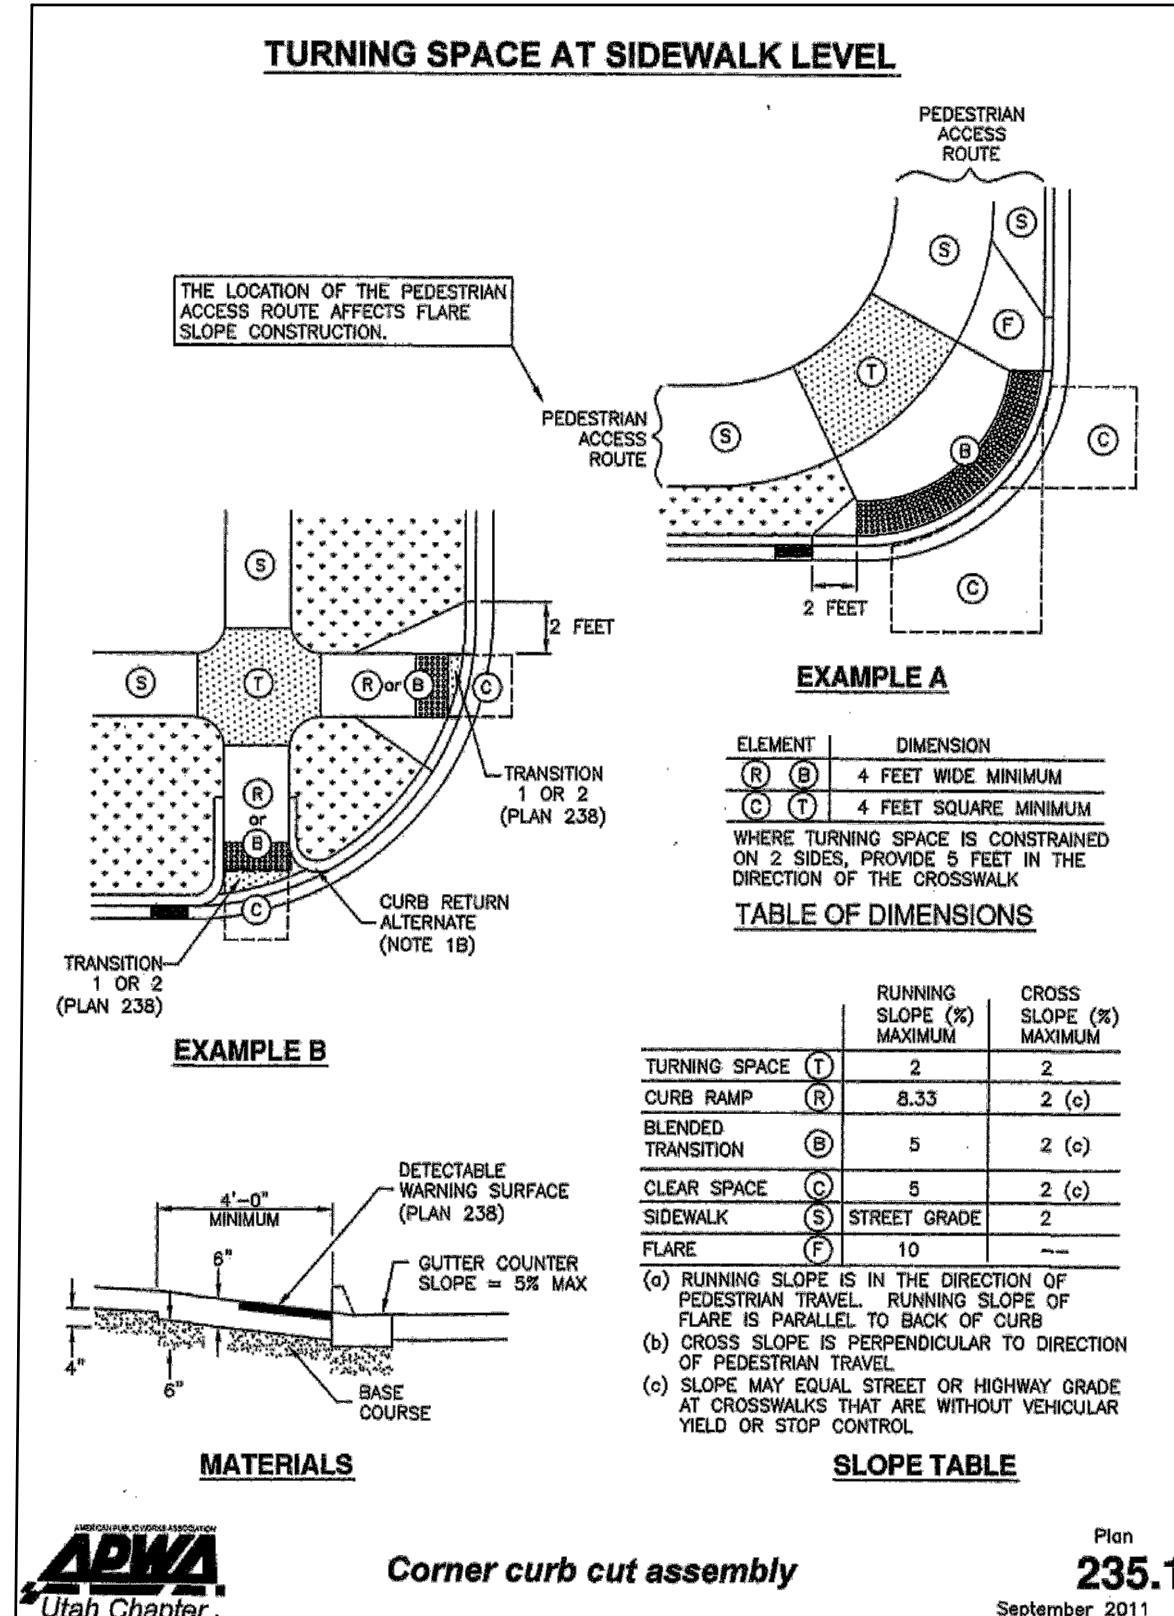 TURNING SPACE AT SIDEWALK LEVEL
PEDESTRIAN
ACCESS
ROUTE
S
S
THE LOCATION OF THE PEDESTRIAN
ACCESS ROUTE AFFECTS FLARE
SLOPE CONSTRUCTION.
F
T
PEDESTRIAN
ACCESS
ROUTE
S
B
C
C
2 FEET
EXAMPLE A
S
2 FEET
S
T
R or B
C
TRANSITION
1 OR 2
(PLAN 238)
R
or
B
C
CURB RETURN
ALTERNATE
(NOTE 1B)
TRANSITION
1 OR 2
(PLAN 238)
EXAMPLE B
ELEMENT DIMENSION
R B 4 FEET WIDE MINIMUM
C T 4 FEET SQUARE MINIMUM
WHERE TURNING SPACE IS CONSTRAINED
ON 2 SIDES, PROVIDE 5 FEET IN THE
DIRECTION OF THE CROSSWALK
TABLE OF DIMENSIONS
RUNNING SLOPE (%) MAXIMUM CROSS SLOPE (%) MAXIMUM
TURNING SPACE T 2 2
CURB RAMP R 8.33 2 (c)
BLENDED
TRANSITION B 5 2 (c)
CLEAR SPACE C 5 2 (c)
SIDEWALK S STREET GRADE 2
FLARE F 10 --
(a) RUNNING SLOPE IS IN THE DIRECTION OF
PEDESTRIAN TRAVEL. RUNNING SLOPE OF
FLARE IS PARALLEL TO BACK OF CURB
(b) CROSS SLOPE IS PERPENDICULAR TO DIRECTION
OF PEDESTRIAN TRAVEL
(c) SLOPE MAY EQUAL STREET OR HIGHWAY GRADE
AT CROSSWALKS THAT ARE WITHOUT VEHICULAR
YIELD OR STOP CONTROL
SLOPE TABLE
DETECTABLE
WARNING SURFACE
(PLAN 238)
4'-0"
MINIMUM
6"
GUTTER COUNTER
SLOPE = 5% MAX
4"
6"
BASE
COURSE
MATERIALS
AMERICAN PUBLIC WORKS ASSOCIATION
APWA
Utah Chapter
Corner curb cut assembly
Plan
235.1
September 2011